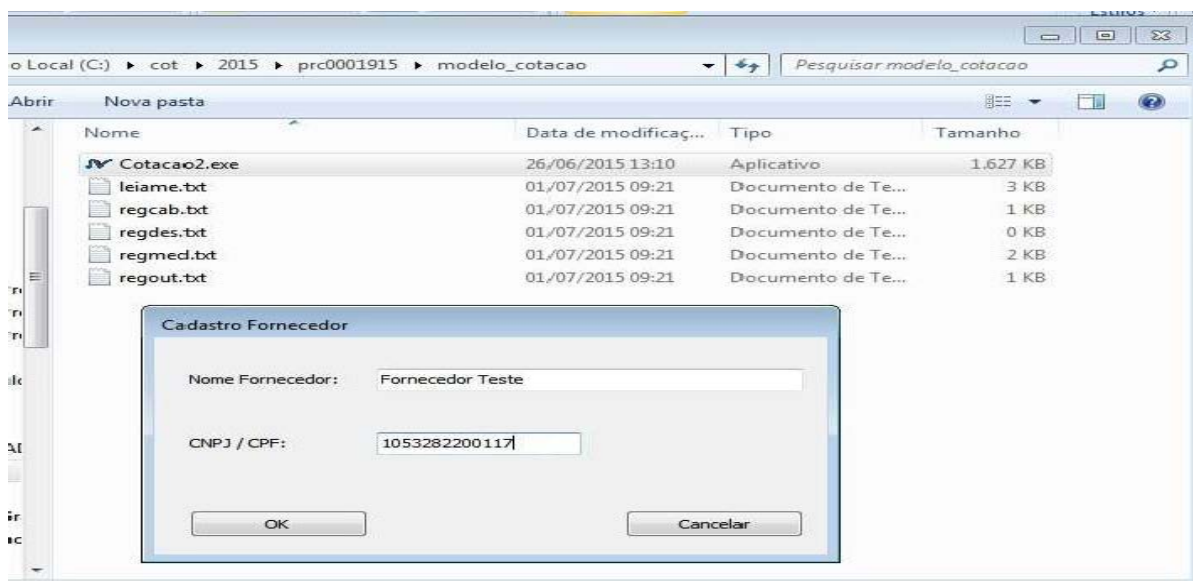 o Local (C:) ▸ cot ▸ 2015 ▸ prc0001915 ▸ modelo_cotacao
Pesquisar modelo_cotacao
Abrir Nova pasta
Nome Data de modificaç... Tipo Tamanho
Cotacao2.exe 26/06/2015 13:10 Aplicativo 1.627 KB
leiame.txt 01/07/2015 09:21 Documento de Te... 3 KB
regcab.txt 01/07/2015 09:21 Documento de Te... 1 KB
regdes.txt 01/07/2015 09:21 Documento de Te... 0 KB
regmed.txt 01/07/2015 09:21 Documento de Te... 2 KB
regout.txt 01/07/2015 09:21 Documento de Te... 1 KB
Cadastro Fornecedor
Nome Fornecedor: Fornecedor Teste
CNPJ / CPF: 1053282200117
OK Cancelar